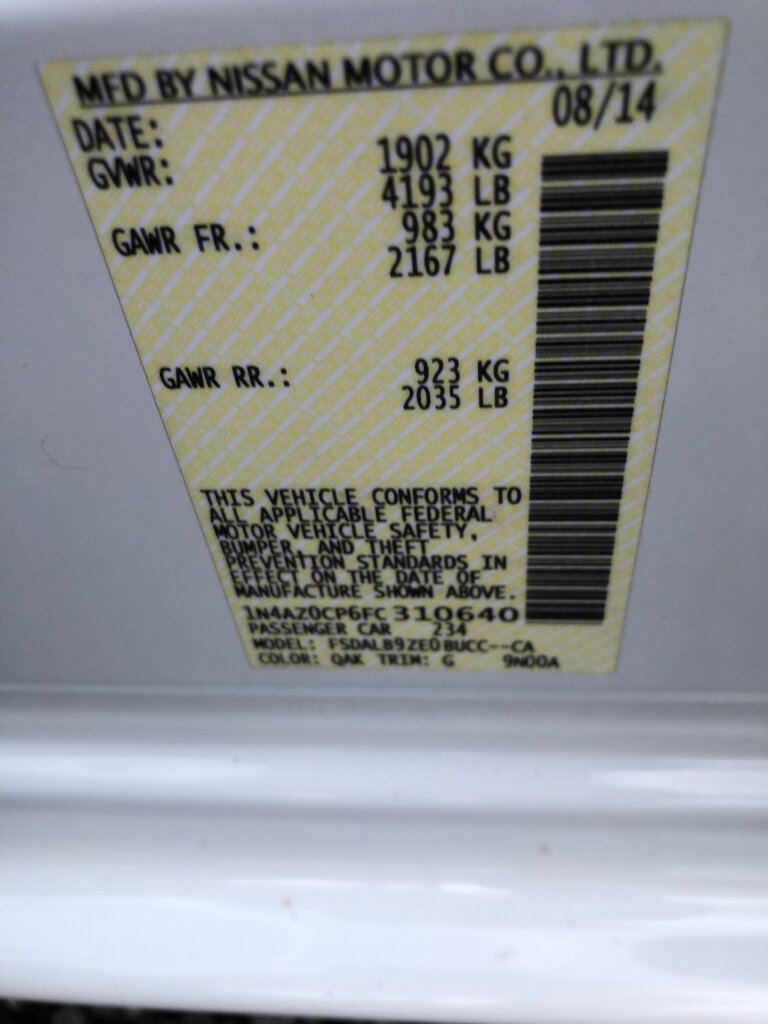 MFD BY NISSAN MOTOR CO., LTD.
DATE: 08/14
GVWR: 1902 KG
4193 LB
GAWR FR.: 983 KG
2167 LB
GAWR RR.: 923 KG
2035 LB
THIS VEHICLE CONFORMS TO
ALL APPLICABLE FEDERAL
MOTOR VEHICLE SAFETY,
BUMPER, AND THEFT
PREVENTION STANDARDS IN
EFFECT ON THE DATE OF
MANUFACTURE SHOWN ABOVE.
1N4AZ0CP6FC 310640
PASSENGER CAR 234
MODEL: FSDALB9ZE0BUCC--CA
COLOR: QAK TRIM: G 9N00A